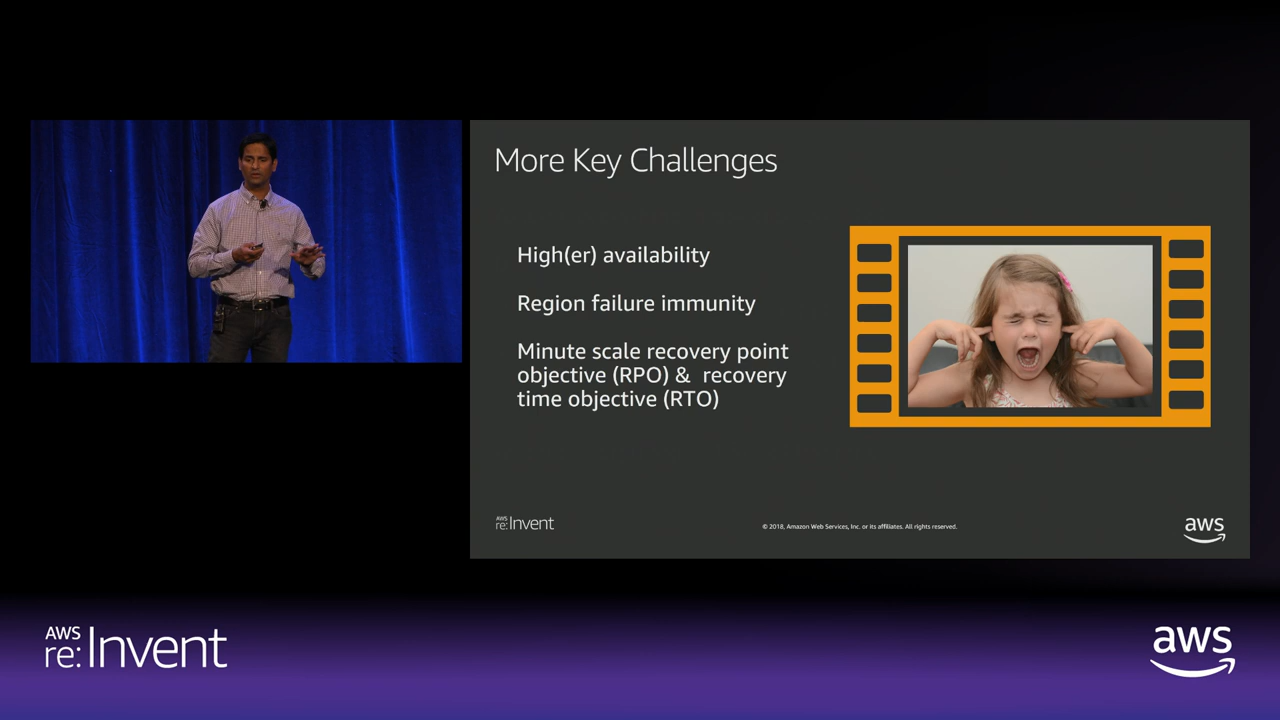 More Key Challenges
High(er) availability
Region failure immunity
Minute scale recovery point
objective (RPO) & recovery
time objective (RTO)
AWS
re:Invent
© 2018, Amazon Web Services, Inc. or its affiliates. All rights reserved.
aws
AWS
re:Invent
aws